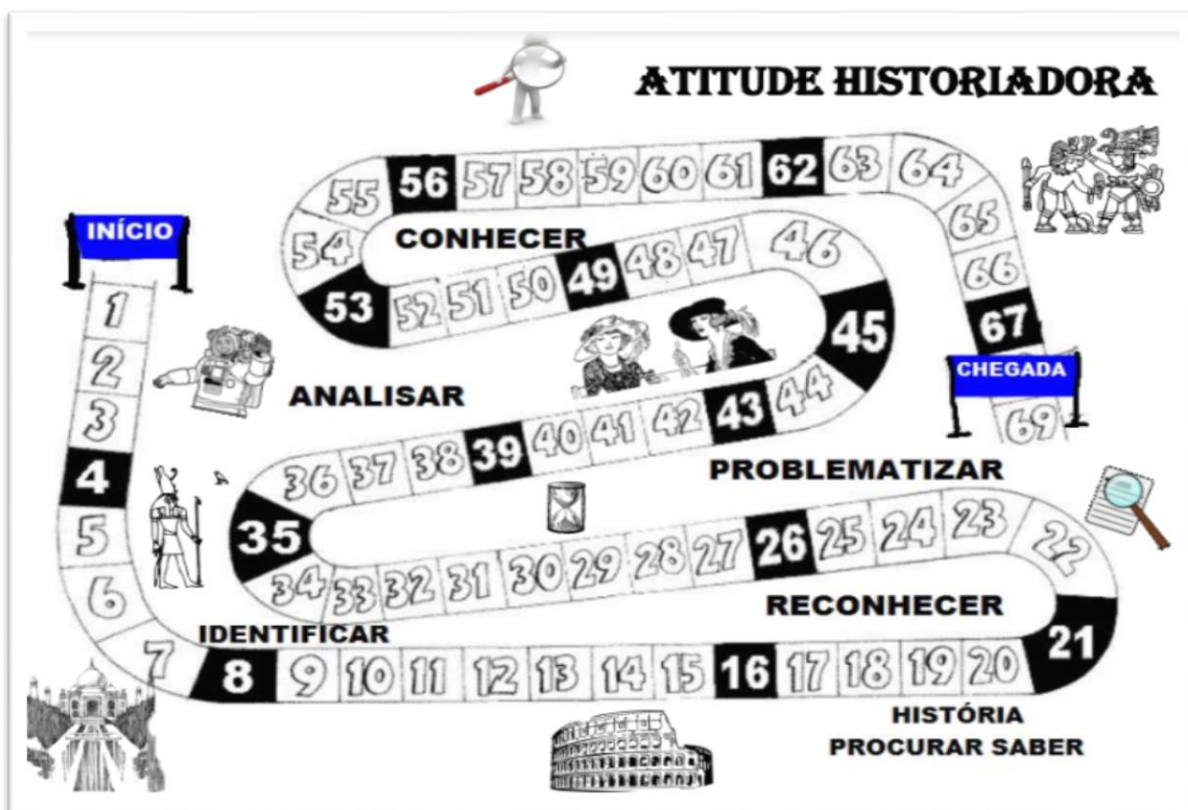 ATITUDE HISTORIADORA
INÍCIO
1
2
3
4
5
6
7
8 9 10 11 12 13 14 15 16 17 18 19 20
21
22
23 24 25 26 27 28 29 30 31 32 33 34
35
36 37 38 39 40 41 42 43 44
45
46 47 48 49 50 51 52
53
54
55
56 57 58 59 60 61 62 63 64
65
66
67
CHEGADA
69
CONHECER
ANALISAR
PROBLEMATIZAR
RECONHECER
IDENTIFICAR
HISTÓRIA
PROCURAR SABER